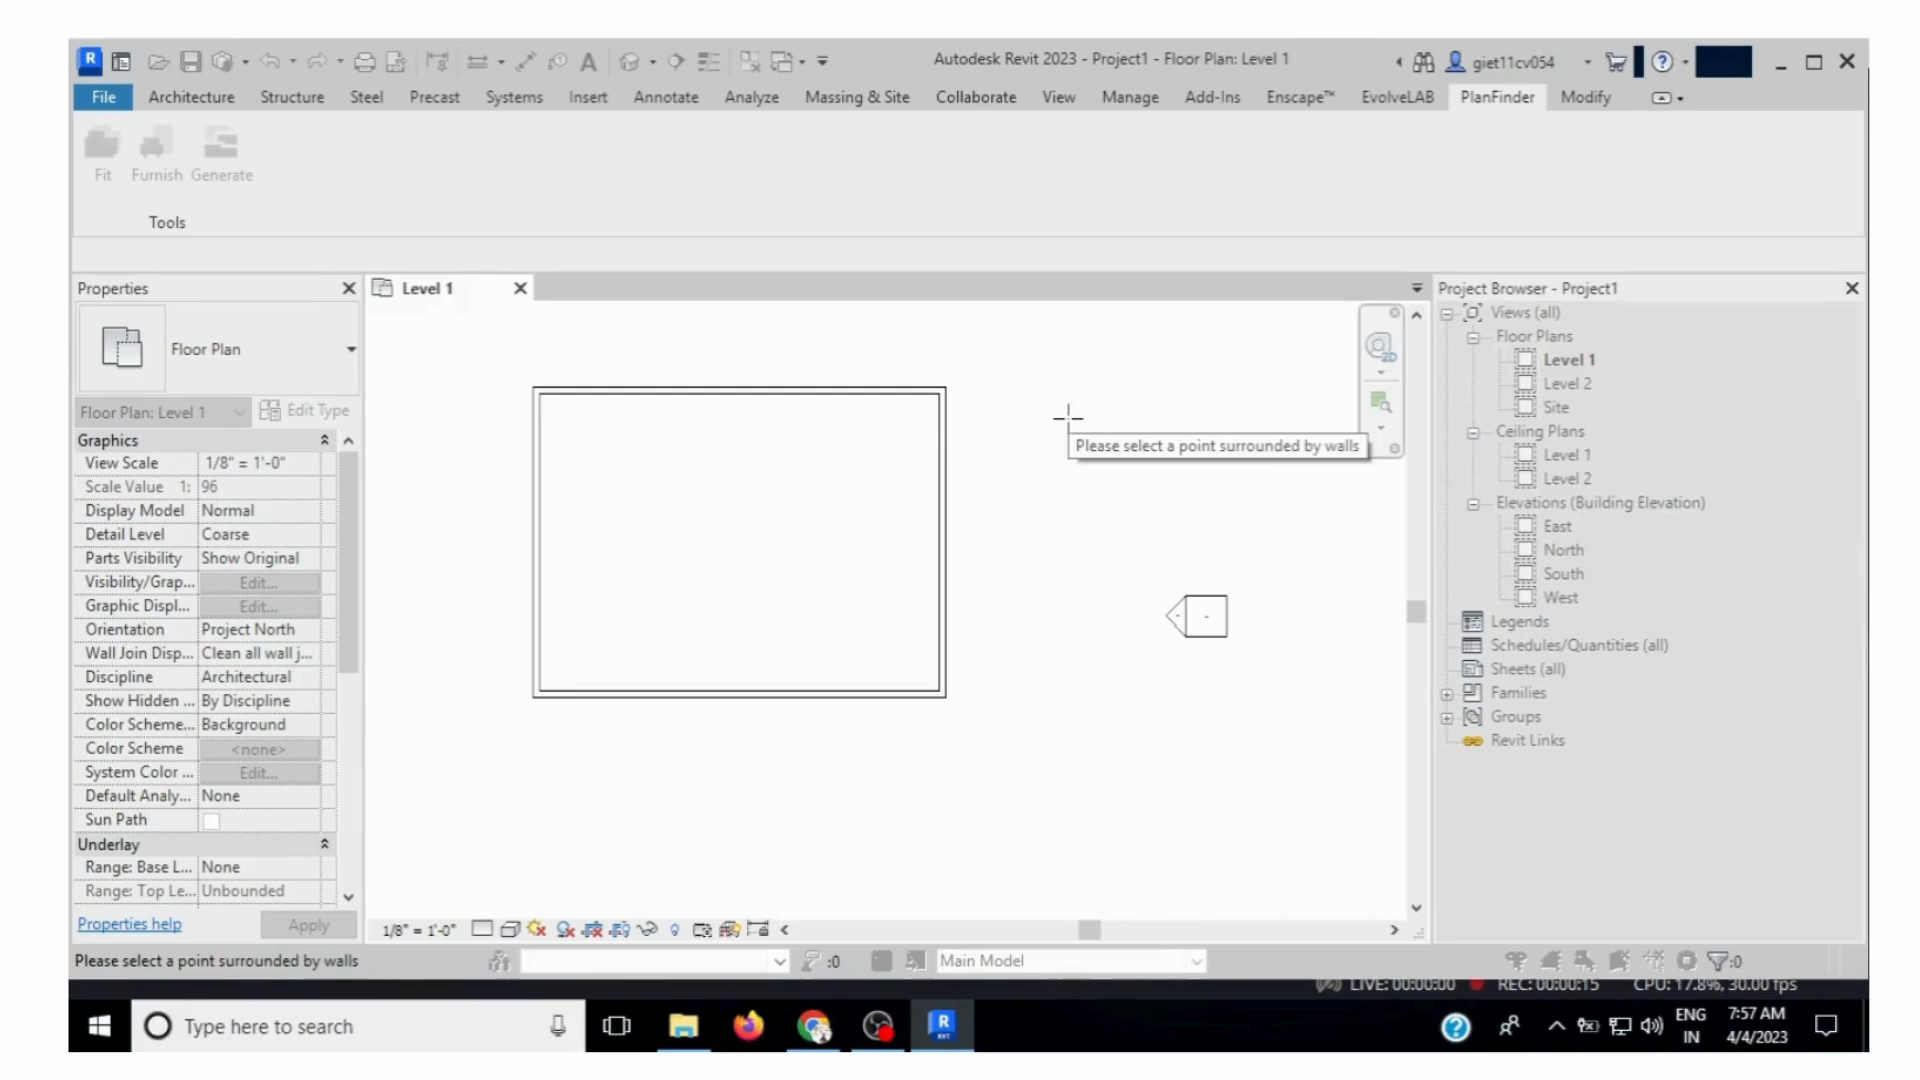 Autodesk Revit 2023 - Project1 - Floor Plan: Level 1
giet11cv054
File Architecture Structure Steel Precast Systems Insert Annotate Analyze Massing & Site Collaborate View Manage Add-Ins Enscape™ EvolveLAB PlanFinder Modify
Fit Furnish Generate
Tools
Properties
Floor Plan
Floor Plan: Level 1 Edit Type
Graphics
View Scale 1/8" = 1'-0"
Scale Value 1: 96
Display Model Normal
Detail Level Coarse
Parts Visibility Show Original
Visibility/Grap... Edit...
Graphic Displ... Edit...
Orientation Project North
Wall Join Disp... Clean all wall j...
Discipline Architectural
Show Hidden ... By Discipline
Color Scheme... Background
Color Scheme <none>
System Color ... Edit...
Default Analy... None
Sun Path
Underlay
Range: Base L... None
Range: Top Le... Unbounded
Properties help Apply
Level 1
2D
Please select a point surrounded by walls
1/8" = 1'-0"
Project Browser - Project1
Views (all)
Floor Plans
Level 1
Level 2
Site
Ceiling Plans
Level 1
Level 2
Elevations (Building Elevation)
East
North
South
West
Legends
Schedules/Quantities (all)
Sheets (all)
Families
Groups
Revit Links
Please select a point surrounded by walls :0 Main Model :0
LIVE: 00:00:00 REC: 00:00:15 CPU: 17.8%, 30.00 fps
Type here to search
ENG
IN
7:57 AM
4/4/2023